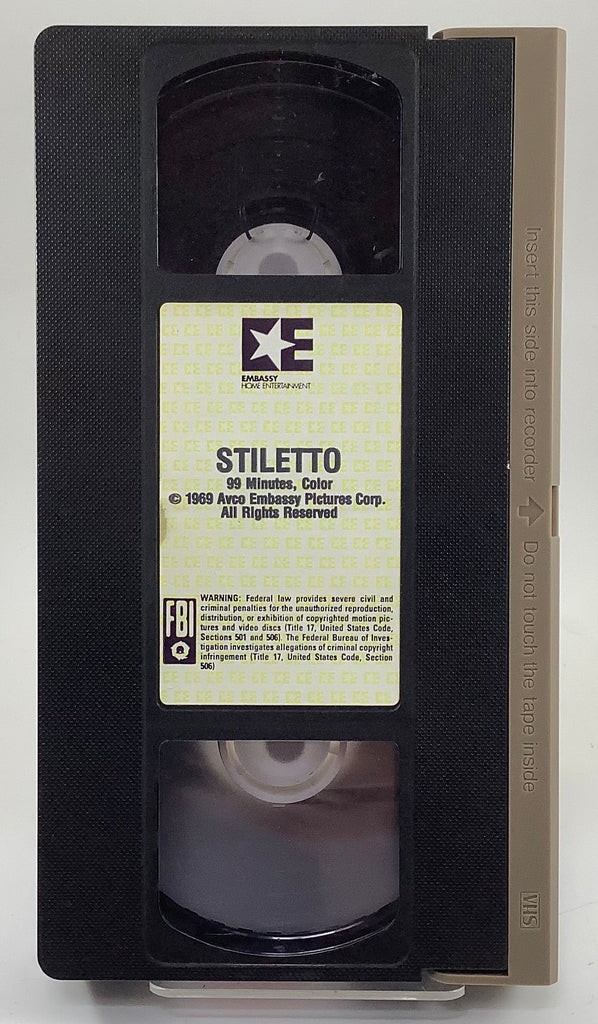 E
EMBASSY
HOME ENTERTAINMENT
STILETTO
99 Minutes, Color
© 1969 Avco Embassy Pictures Corp.
All Rights Reserved
FBI
WARNING: Federal law provides severe civil and
criminal penalties for the unauthorized reproduction,
distribution, or exhibition of copyrighted motion pic-
tures and video discs (Title 17, United States Code,
Sections 501 and 506). The Federal Bureau of Inves-
tigation investigates allegations of criminal copyright
infringement (Title 17, United States Code, Section
506)
Insert this side into recorder Do not touch the tape inside
VHS